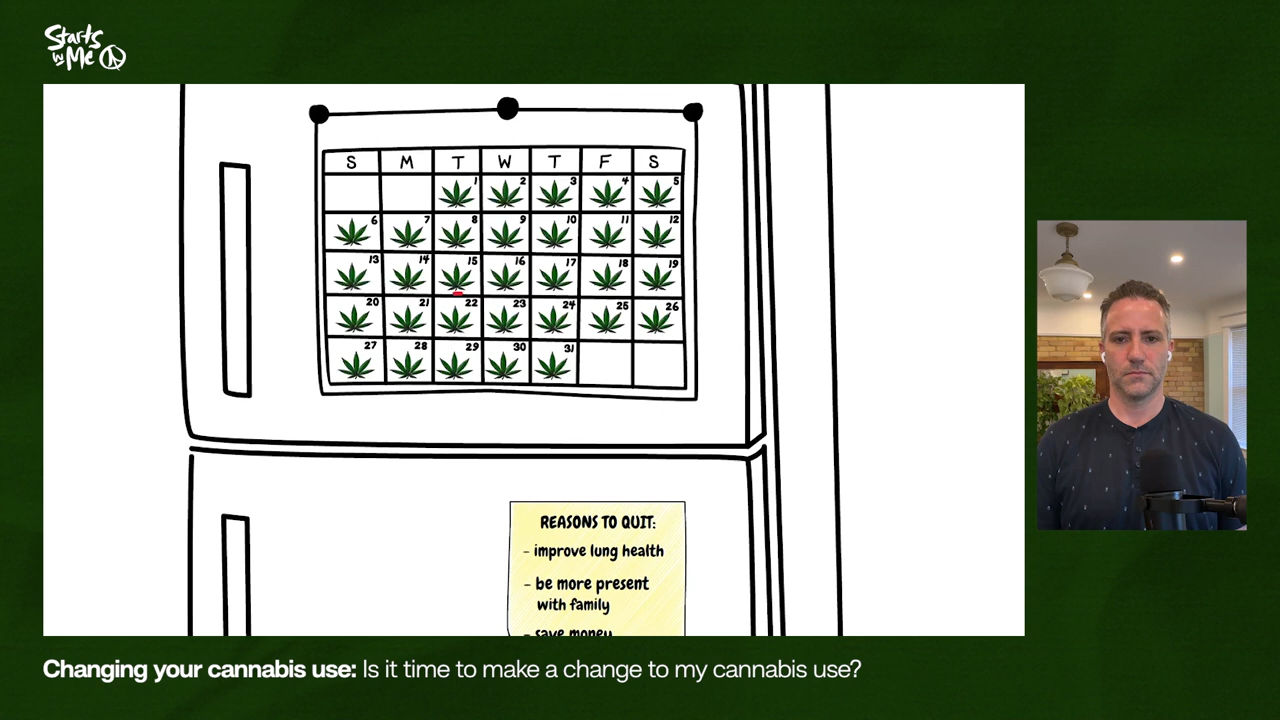 Starts
w/ Me
S M T W T F S
1 2 3 4 5
6 7 8 9 10 11 12
13 14 15 16 17 18 19
20 21 22 23 24 25 26
27 28 29 30 31
REASONS TO QUIT:
- improve lung health
- be more present
with family
- save money
Changing your cannabis use: Is it time to make a change to my cannabis use?